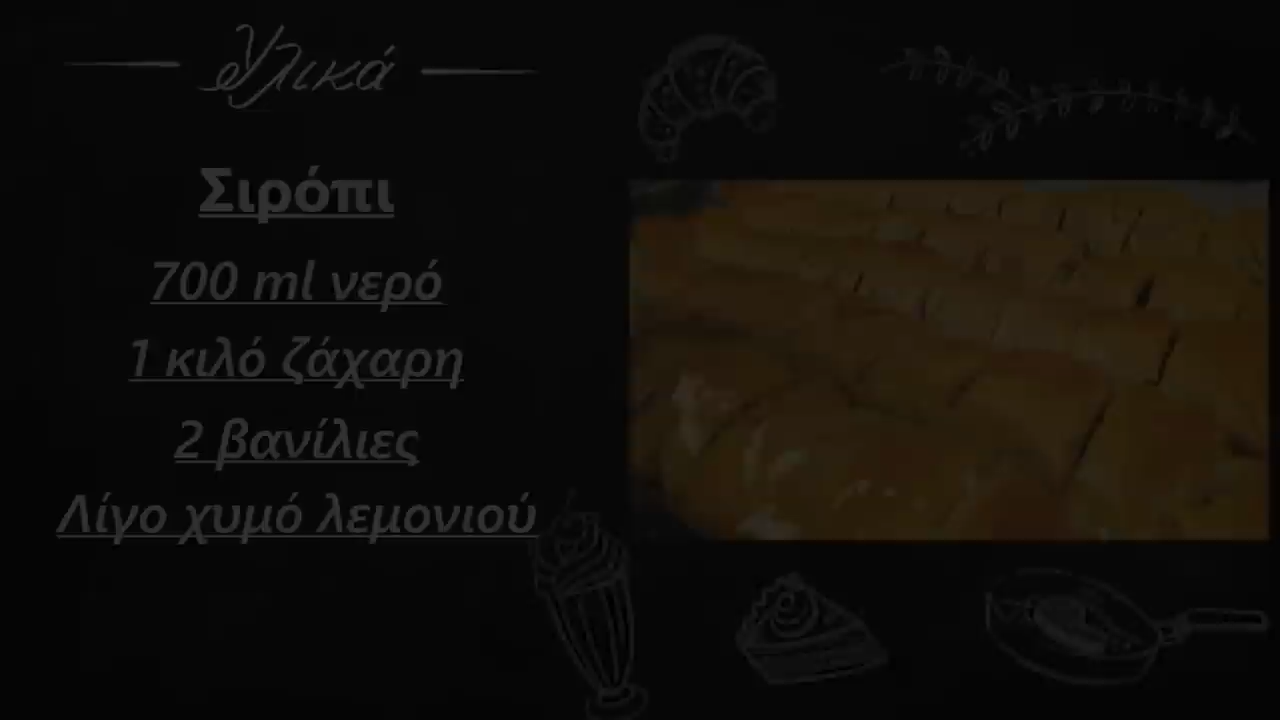 Υλικά
Σιρόπι
700 ml νερό
1 κιλό ζάχαρη
2 βανίλιες
Λίγο χυμό λεμονιού